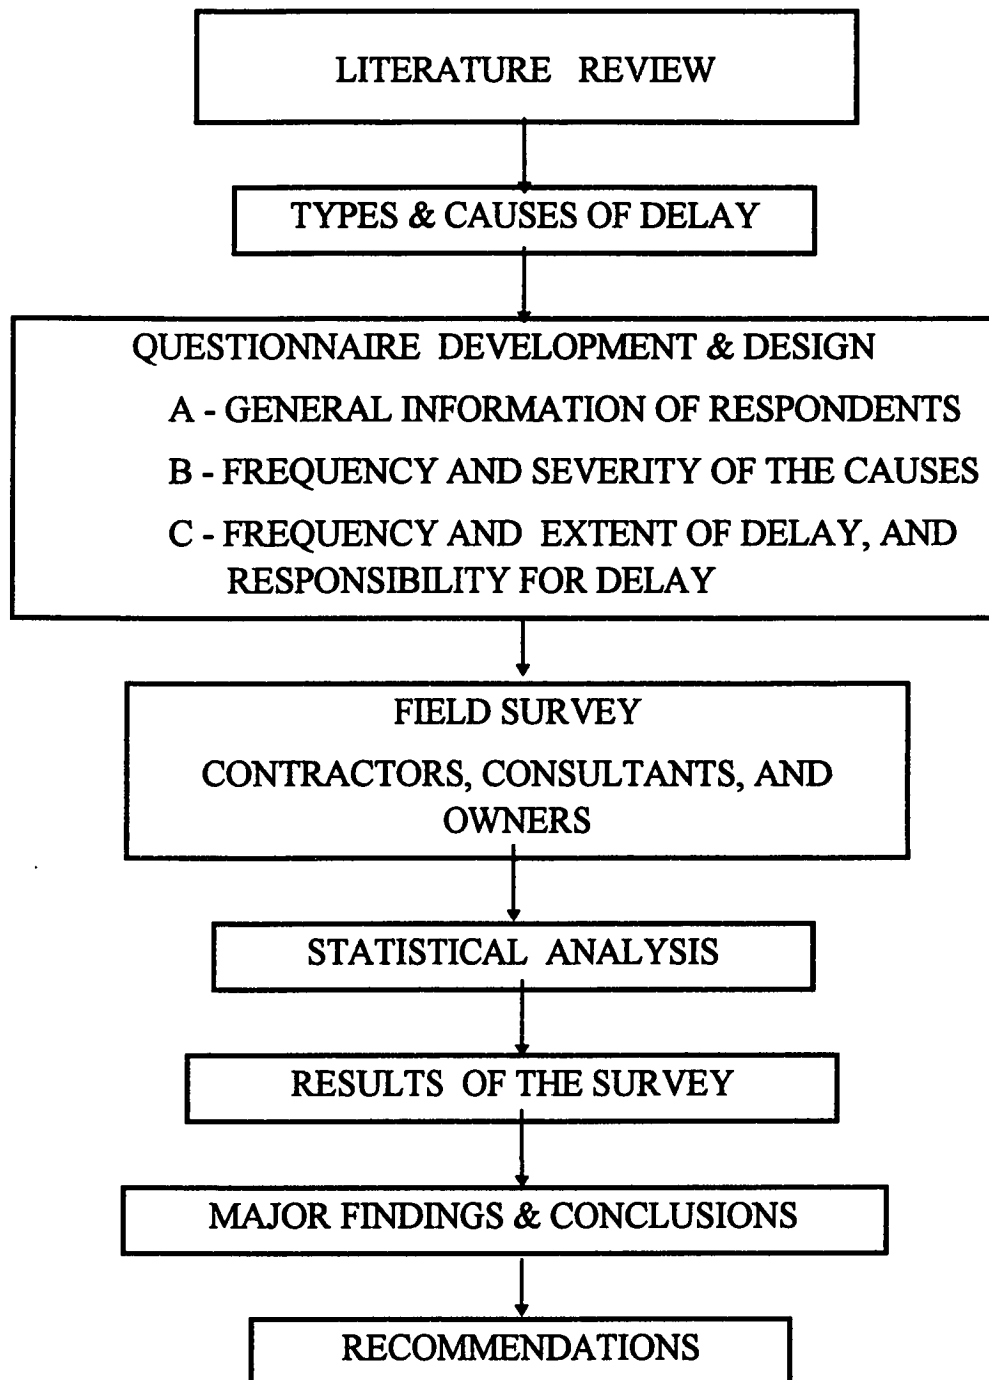 LITERATURE REVIEW
TYPES & CAUSES OF DELAY
QUESTIONNAIRE DEVELOPMENT & DESIGN
A - GENERAL INFORMATION OF RESPONDENTS
B - FREQUENCY AND SEVERITY OF THE CAUSES
C - FREQUENCY AND EXTENT OF DELAY, AND
RESPONSIBILITY FOR DELAY
FIELD SURVEY
CONTRACTORS, CONSULTANTS, AND
OWNERS
STATISTICAL ANALYSIS
RESULTS OF THE SURVEY
MAJOR FINDINGS & CONCLUSIONS
RECOMMENDATIONS